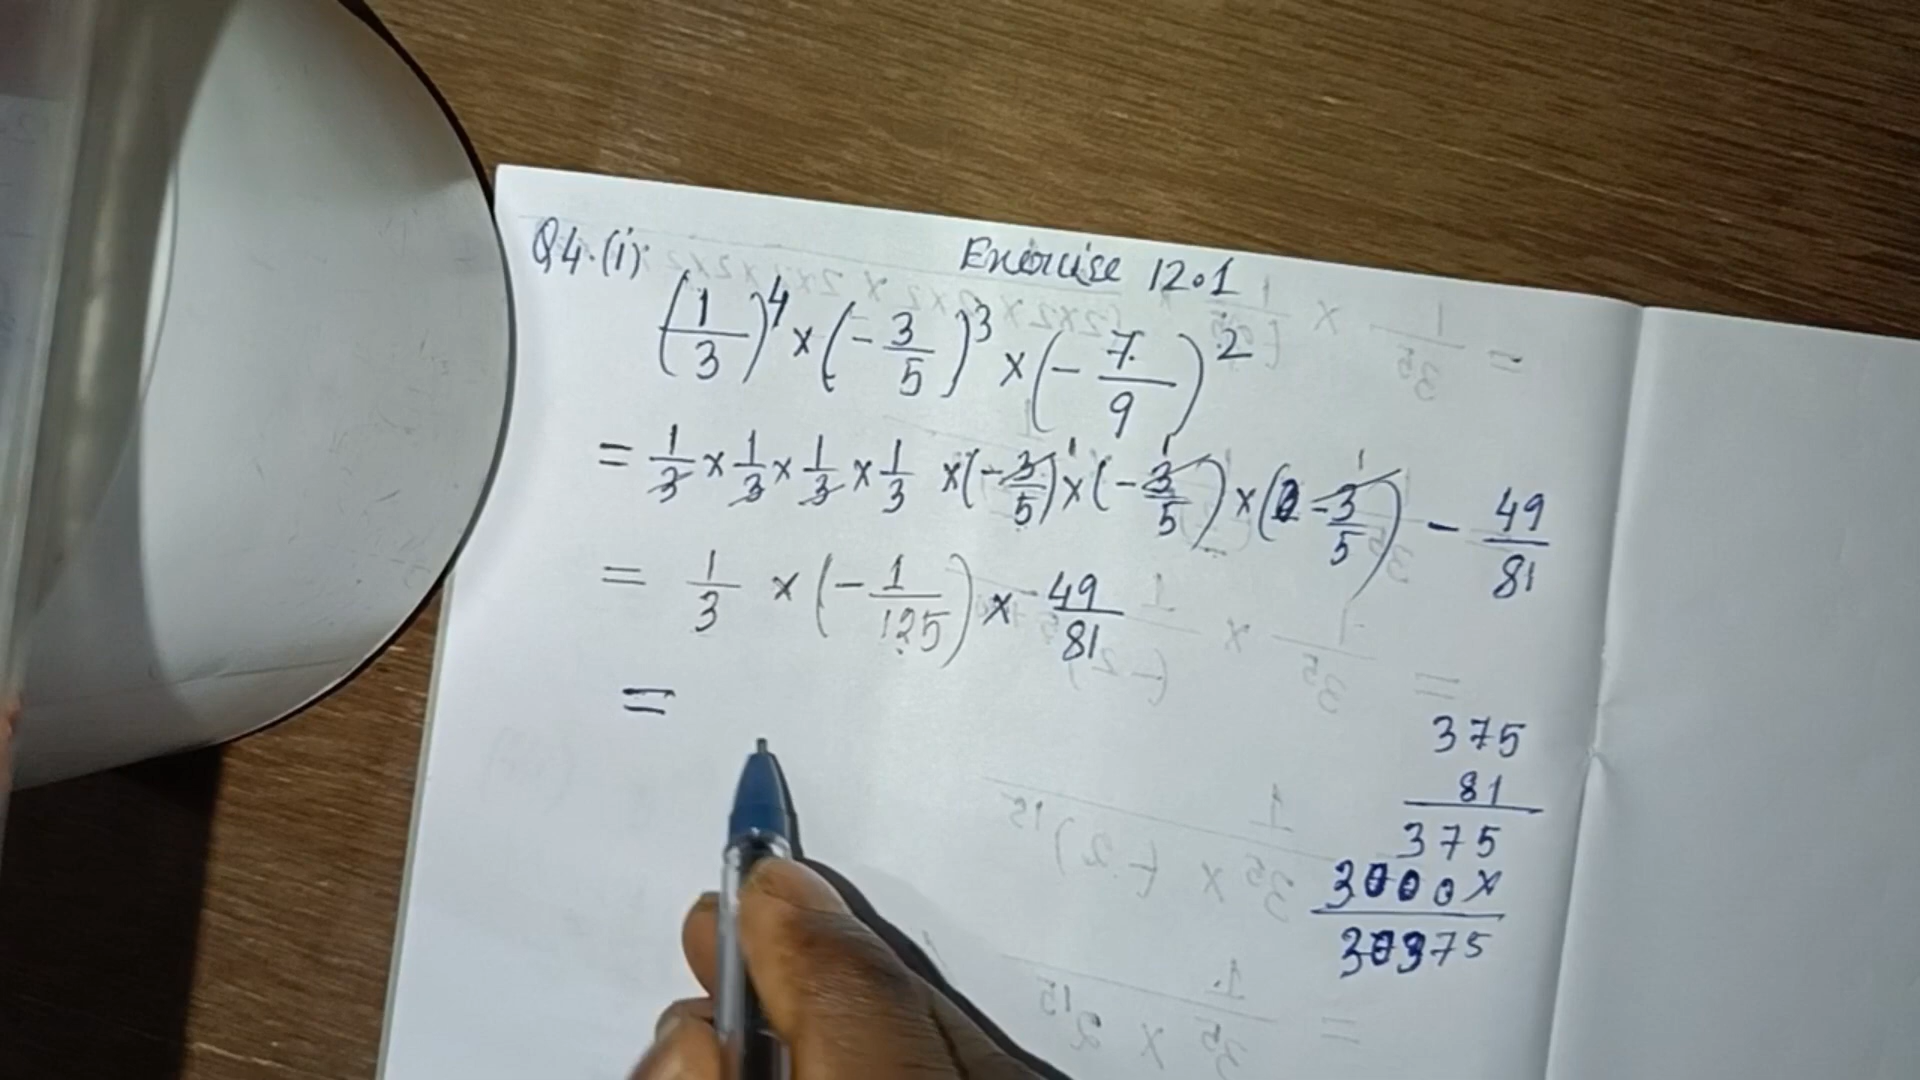 Q4.(i). Exercise 12.1
(1/3)^4 × (-3/5)^3 × (-7/9)^2
= 1/3 × 1/3 × 1/3 × 1/3 × (-3/5) × (-3/5) × (-3/5) - 49/81
= 1/3 × (-1/125) × -49/81
=
375
81
375
3000×
30375